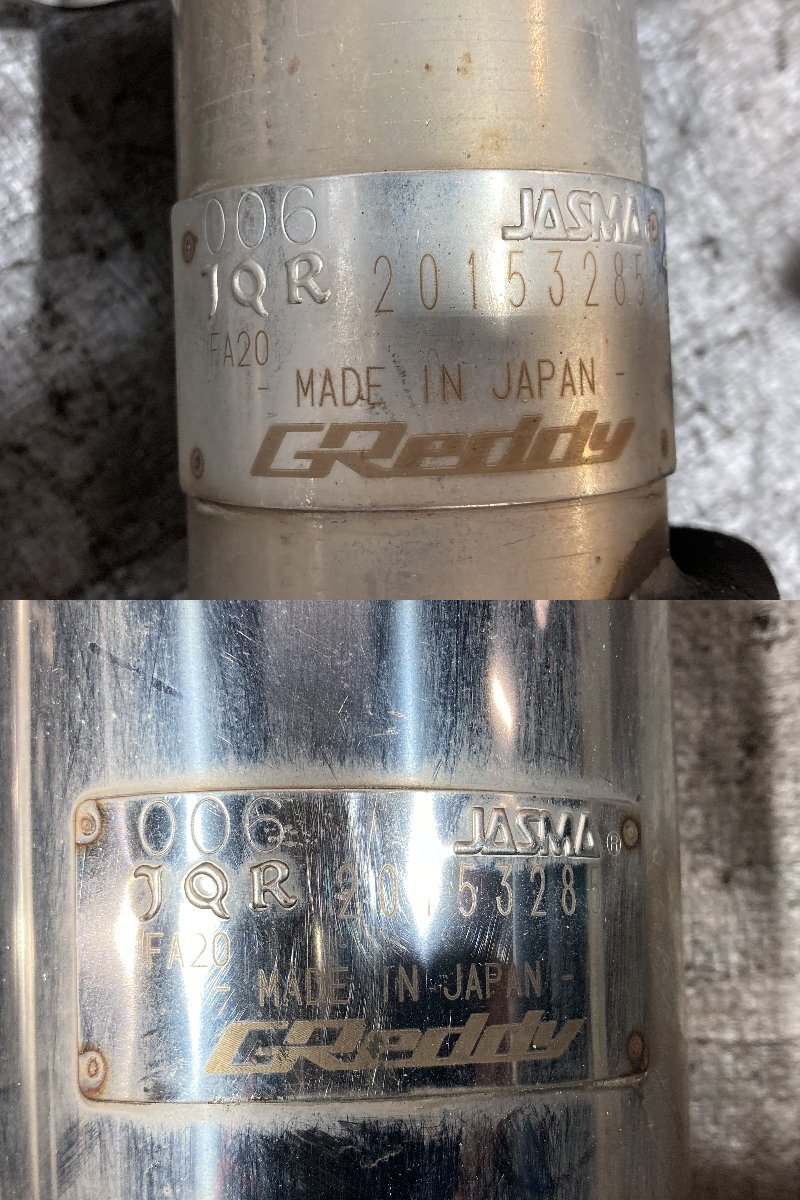 006 JASMA
JQR 20153285
FA20
- MADE IN JAPAN -
GReddy
006 JASMA ®
JQR 2015328
FA20
- MADE IN JAPAN -
GReddy